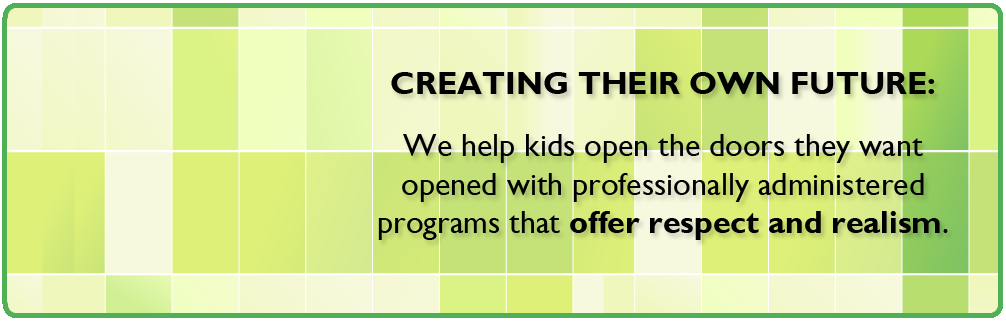 CREATING THEIR OWN FUTURE:
We help kids open the doors they want
opened with professionally administered
programs that offer respect and realism.